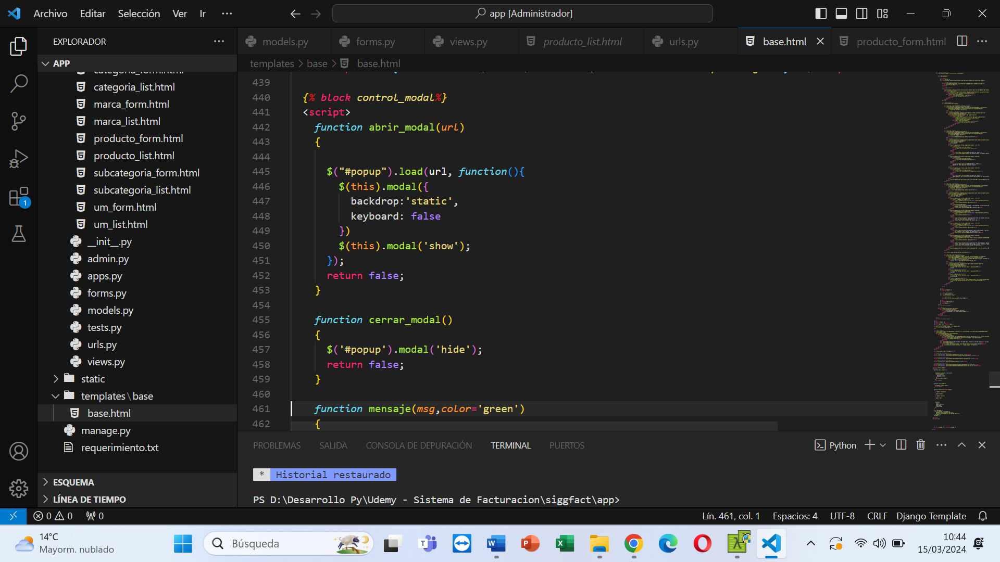 Archivo Editar Selección Ver Ir ···
app [Administrador]
EXPLORADOR ···
models.py forms.py views.py producto_list.html urls.py base.html producto_form.html ···
APP
templates > base > base.html
categoria_form.html
categoria_list.html
marca_form.html
marca_list.html
producto_form.html
producto_list.html
subcategoria_form.html
subcategoria_list.html
um_form.html
um_list.html
__init__.py
admin.py
apps.py
forms.py
models.py
tests.py
urls.py
views.py
static
templates\base
base.html
manage.py
requerimiento.txt
ESQUEMA
LÍNEA DE TIEMPO
1
439
440 {% block control_modal%}
441 <script>
442 function abrir_modal(url)
443 {
444
445 $("#popup").load(url, function(){
446 $(this).modal({
447 backdrop:'static',
448 keyboard: false
449 })
450 $(this).modal('show');
451 });
452 return false;
453 }
454
455 function cerrar_modal()
456 {
457 $('#popup').modal('hide');
458 return false;
459 }
460
461 function mensaje(msg,color='green')
462 {
PROBLEMAS SALIDA CONSOLA DE DEPURACIÓN TERMINAL PUERTOS
Python
* Historial restaurado
PS D:\Desarrollo Py\Udemy - Sistema de Facturacion\siggfact\app>
0 0 0
Lín. 461, col. 1 Espacios: 4 UTF-8 CRLF Django Template
14°C
Mayorm. nublado
Búsqueda
10:44
15/03/2024